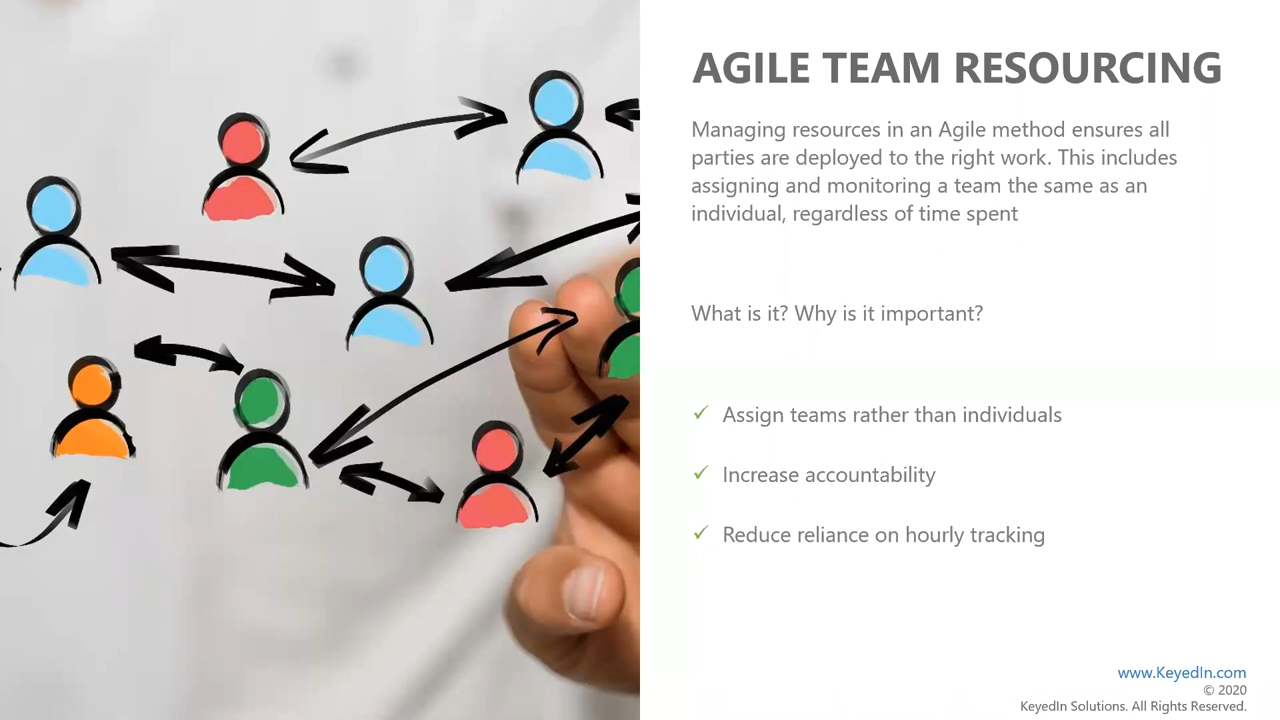 AGILE TEAM RESOURCING
Managing resources in an Agile method ensures all
parties are deployed to the right work. This includes
assigning and monitoring a team the same as an
individual, regardless of time spent
What is it? Why is it important?
✓ Assign teams rather than individuals
✓ Increase accountability
✓ Reduce reliance on hourly tracking
www.KeyedIn.com
© 2020
KeyedIn Solutions. All Rights Reserved.